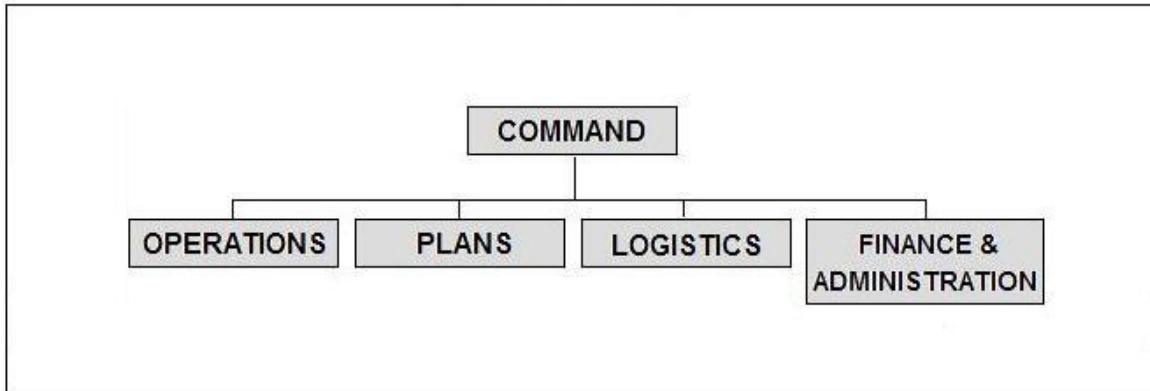 COMMAND
OPERATIONS
PLANS
LOGISTICS
FINANCE &
ADMINISTRATION